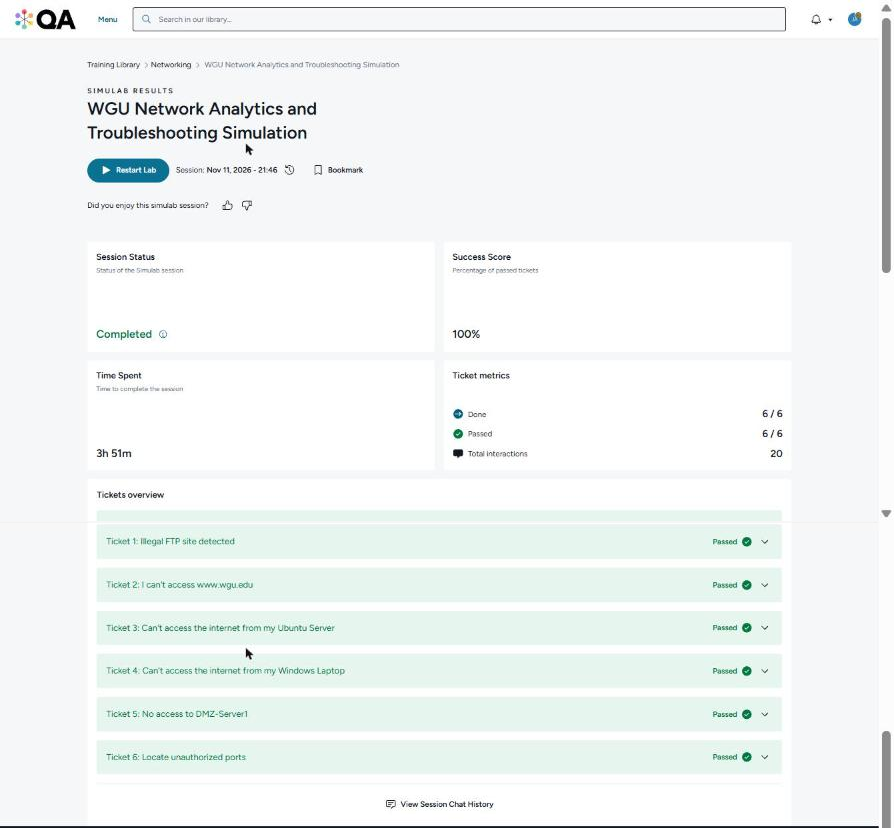 QA
Menu
Search in our library...
Training Library > Networking > WGU Network Analytics and Troubleshooting Simulation
SIMULAB RESULTS
WGU Network Analytics and
Troubleshooting Simulation
Restart Lab
Session: Nov 11, 2026 - 21:46
Bookmark
Did you enjoy this simulab session?
Session Status
Status of the Simulab session
Completed
Success Score
Percentage of passed tickets
100%
Time Spent
Time to complete the session
3h 51m
Ticket metrics
Done 6 / 6
Passed 6 / 6
Total interactions 20
Tickets overview
Ticket 1: Illegal FTP site detected Passed
Ticket 2: I can't access www.wgu.edu Passed
Ticket 3: Can't access the internet from my Ubuntu Server Passed
Ticket 4: Can't access the internet from my Windows Laptop Passed
Ticket 5: No access to DMZ-Server1 Passed
Ticket 6: Locate unauthorized ports Passed
View Session Chat History